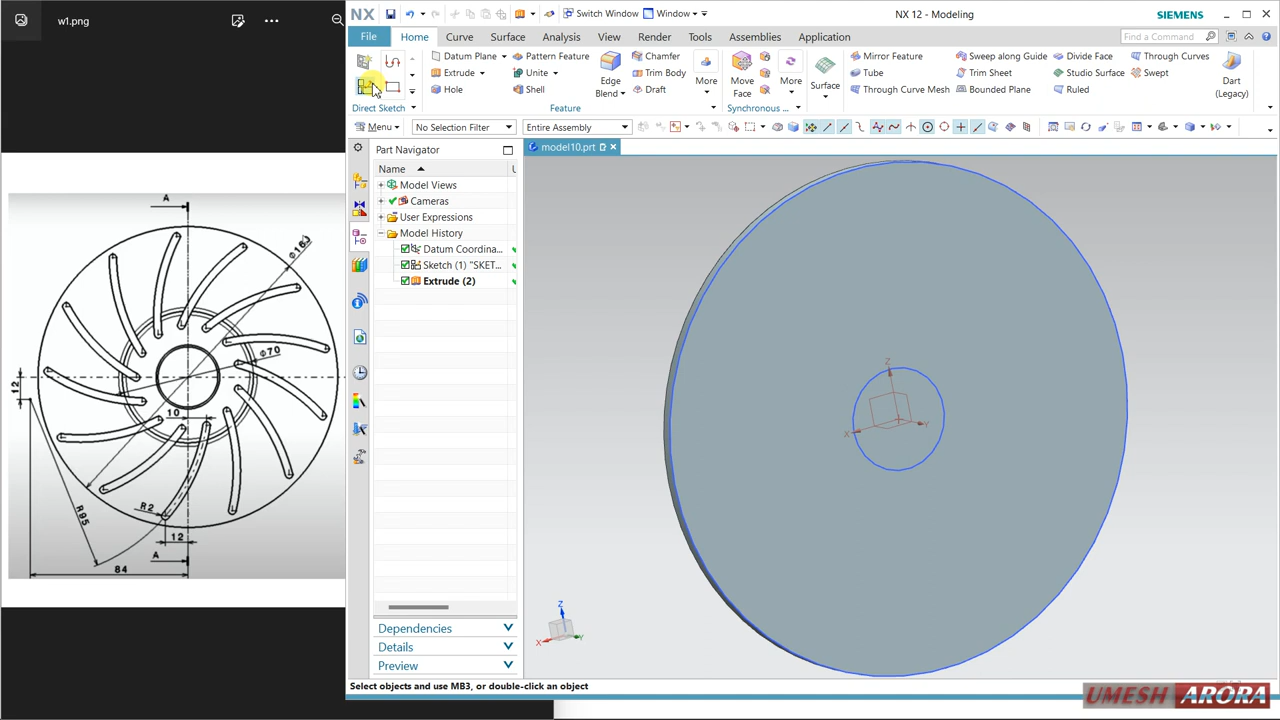 w1.png
NX
Switch Window
Window
NX 12 - Modeling
SIEMENS
File
Home
Curve
Surface
Analysis
View
Render
Tools
Assemblies
Application
Find a Command
Datum Plane
Extrude
Hole
Pattern Feature
Unite
Shell
Edge
Blend
Chamfer
Trim Body
Draft
More
Move
Face
More
Surface
Mirror Feature
Tube
Through Curve Mesh
Sweep along Guide
Trim Sheet
Bounded Plane
Divide Face
Studio Surface
Ruled
Through Curves
Swept
Dart
(Legacy)
Direct Sketch
Feature
Synchronous ...
Menu
No Selection Filter
Entire Assembly
Part Navigator
model10.prt
Name
Model Views
Cameras
User Expressions
Model History
Datum Coordina...
Sketch (1) "SKET...
Extrude (2)
Dependencies
Details
Preview
A
Φ70
12
10
R2
R95
12
A
84
Z
X
Y
Z
X
Y
Select objects and use MB3, or double-click an object
UMESH ARORA